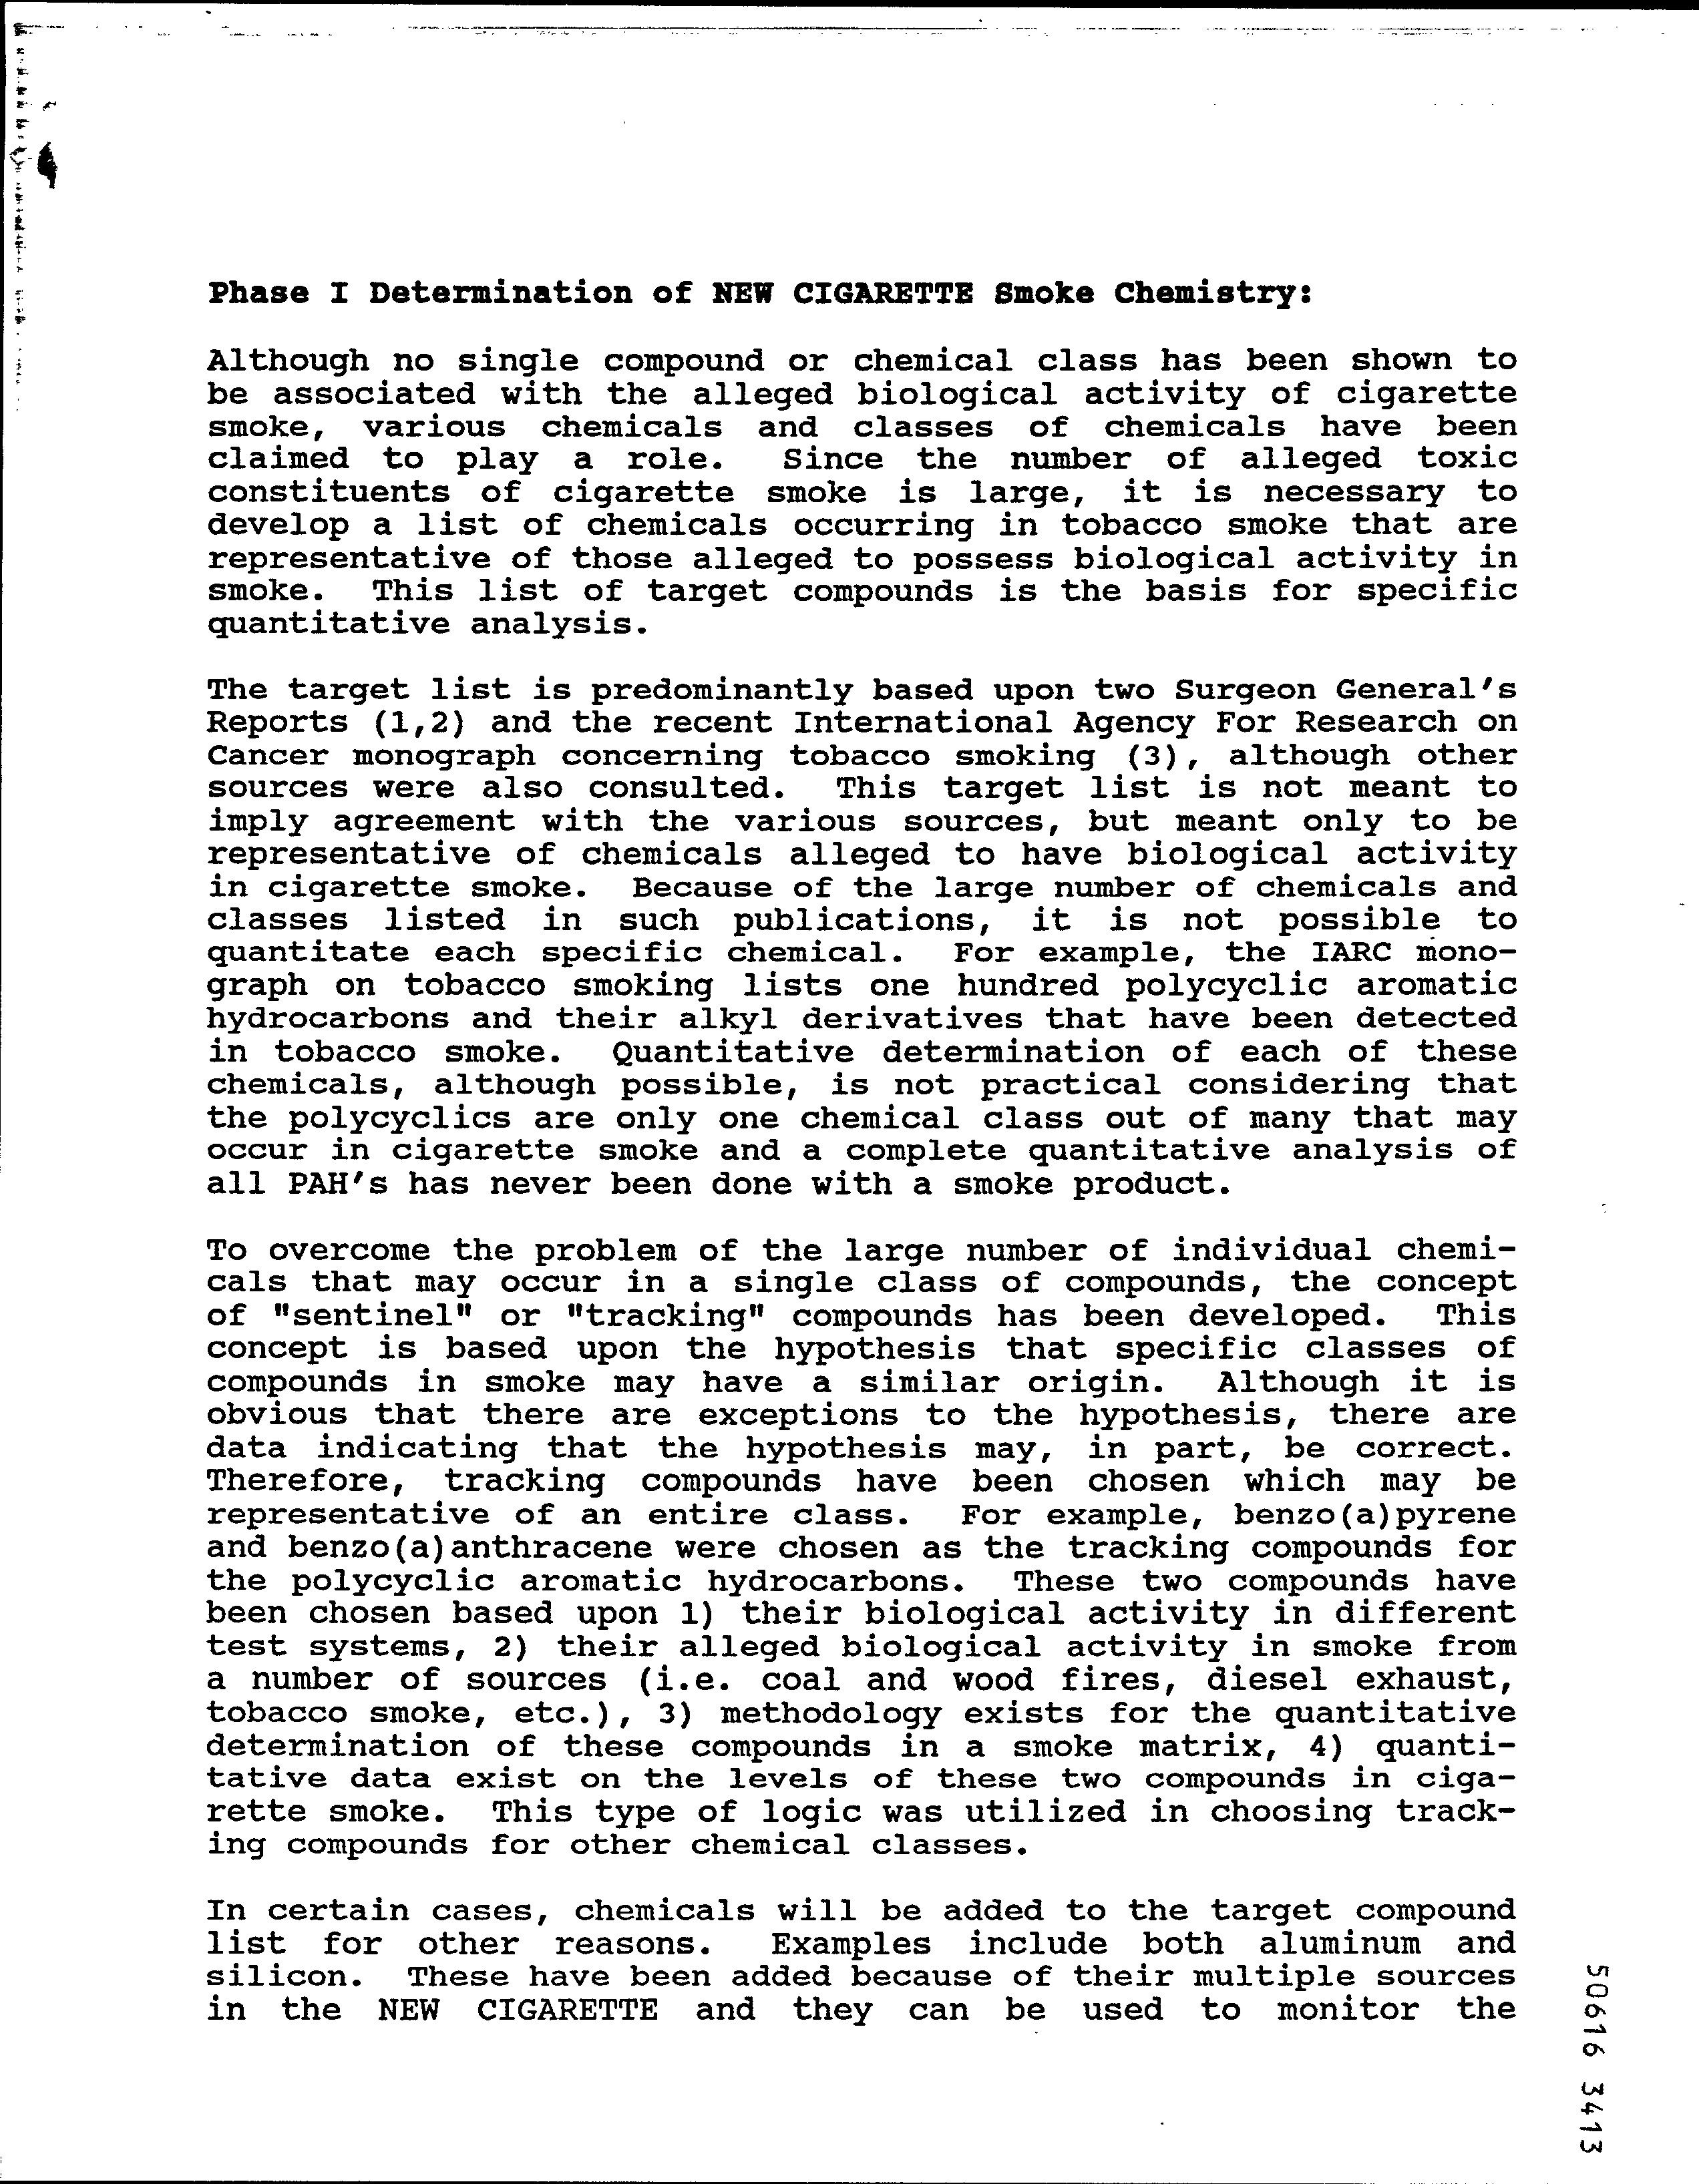 Phase I Determination of NEW CIGARETTE Smoke Chemistry:
Although no single compound or chemical class has been shown to
be associated with the alleged biological activity of cigarette
smoke, various chemicals and classes of chemicals have been
claimed to play a role. Since the number of alleged toxic
constituents of cigarette smoke is large, it is necessary to
develop a list of chemicals occurring in tobacco smoke that are
representative of those alleged to possess biological activity in
smoke. This list of target compounds is the basis for specific
quantitative analysis.
The target list is predominantly based upon two Surgeon General's
Reports (1,2) and the recent International Agency For Research on
Cancer monograph concerning tobacco smoking (3), although other
sources were also consulted. This target list is not meant to
imply agreement with the various sources, but meant only to be
representative of chemicals alleged to have biological activity
in cigarette smoke. Because of the large number of chemicals and
classes listed in such publications, it is not possible to
quantitate each specific chemical. For example, the IARC mono-
graph on tobacco smoking lists one hundred polycyclic aromatic
hydrocarbons and their alkyl derivatives that have been detected
in tobacco smoke. Quantitative determination of each of these
chemicals, although possible, is not practical considering that
the polycyclics are only one chemical class out of many that may
occur in cigarette smoke and a complete quantitative analysis of
all PAH's has never been done with a smoke product.
To overcome the problem of the large number of individual chemi-
cals that may occur in a single class of compounds, the concept
of "sentinel" or "tracking" compounds has been developed. This
concept is based upon the hypothesis that specific classes of
compounds in smoke may have a similar origin. Although it is
obvious that there are exceptions to the hypothesis, there are
data indicating that the hypothesis may, in part, be correct.
Therefore, tracking compounds have been chosen which may be
representative of an entire class. For example, benzo(a)pyrene
and benzo(a)anthracene were chosen as the tracking compounds for
the polycyclic aromatic hydrocarbons. These two compounds have
been chosen based upon 1) their biological activity in different
test systems, 2) their alleged biological activity in smoke from
a number of sources (i.e. coal and wood fires, diesel exhaust,
tobacco smoke, etc.), 3) methodology exists for the quantitative
determination of these compounds in a smoke matrix, 4) quanti-
tative data exist on the levels of these two compounds in ciga-
rette smoke. This type of logic was utilized in choosing track-
ing compounds for other chemical classes.
In certain cases, chemicals will be added to the target compound
list for other reasons. Examples include both aluminum and
silicon. These have been added because of their multiple sources
in the NEW CIGARETTE and they can be used to monitor the
50616 3413